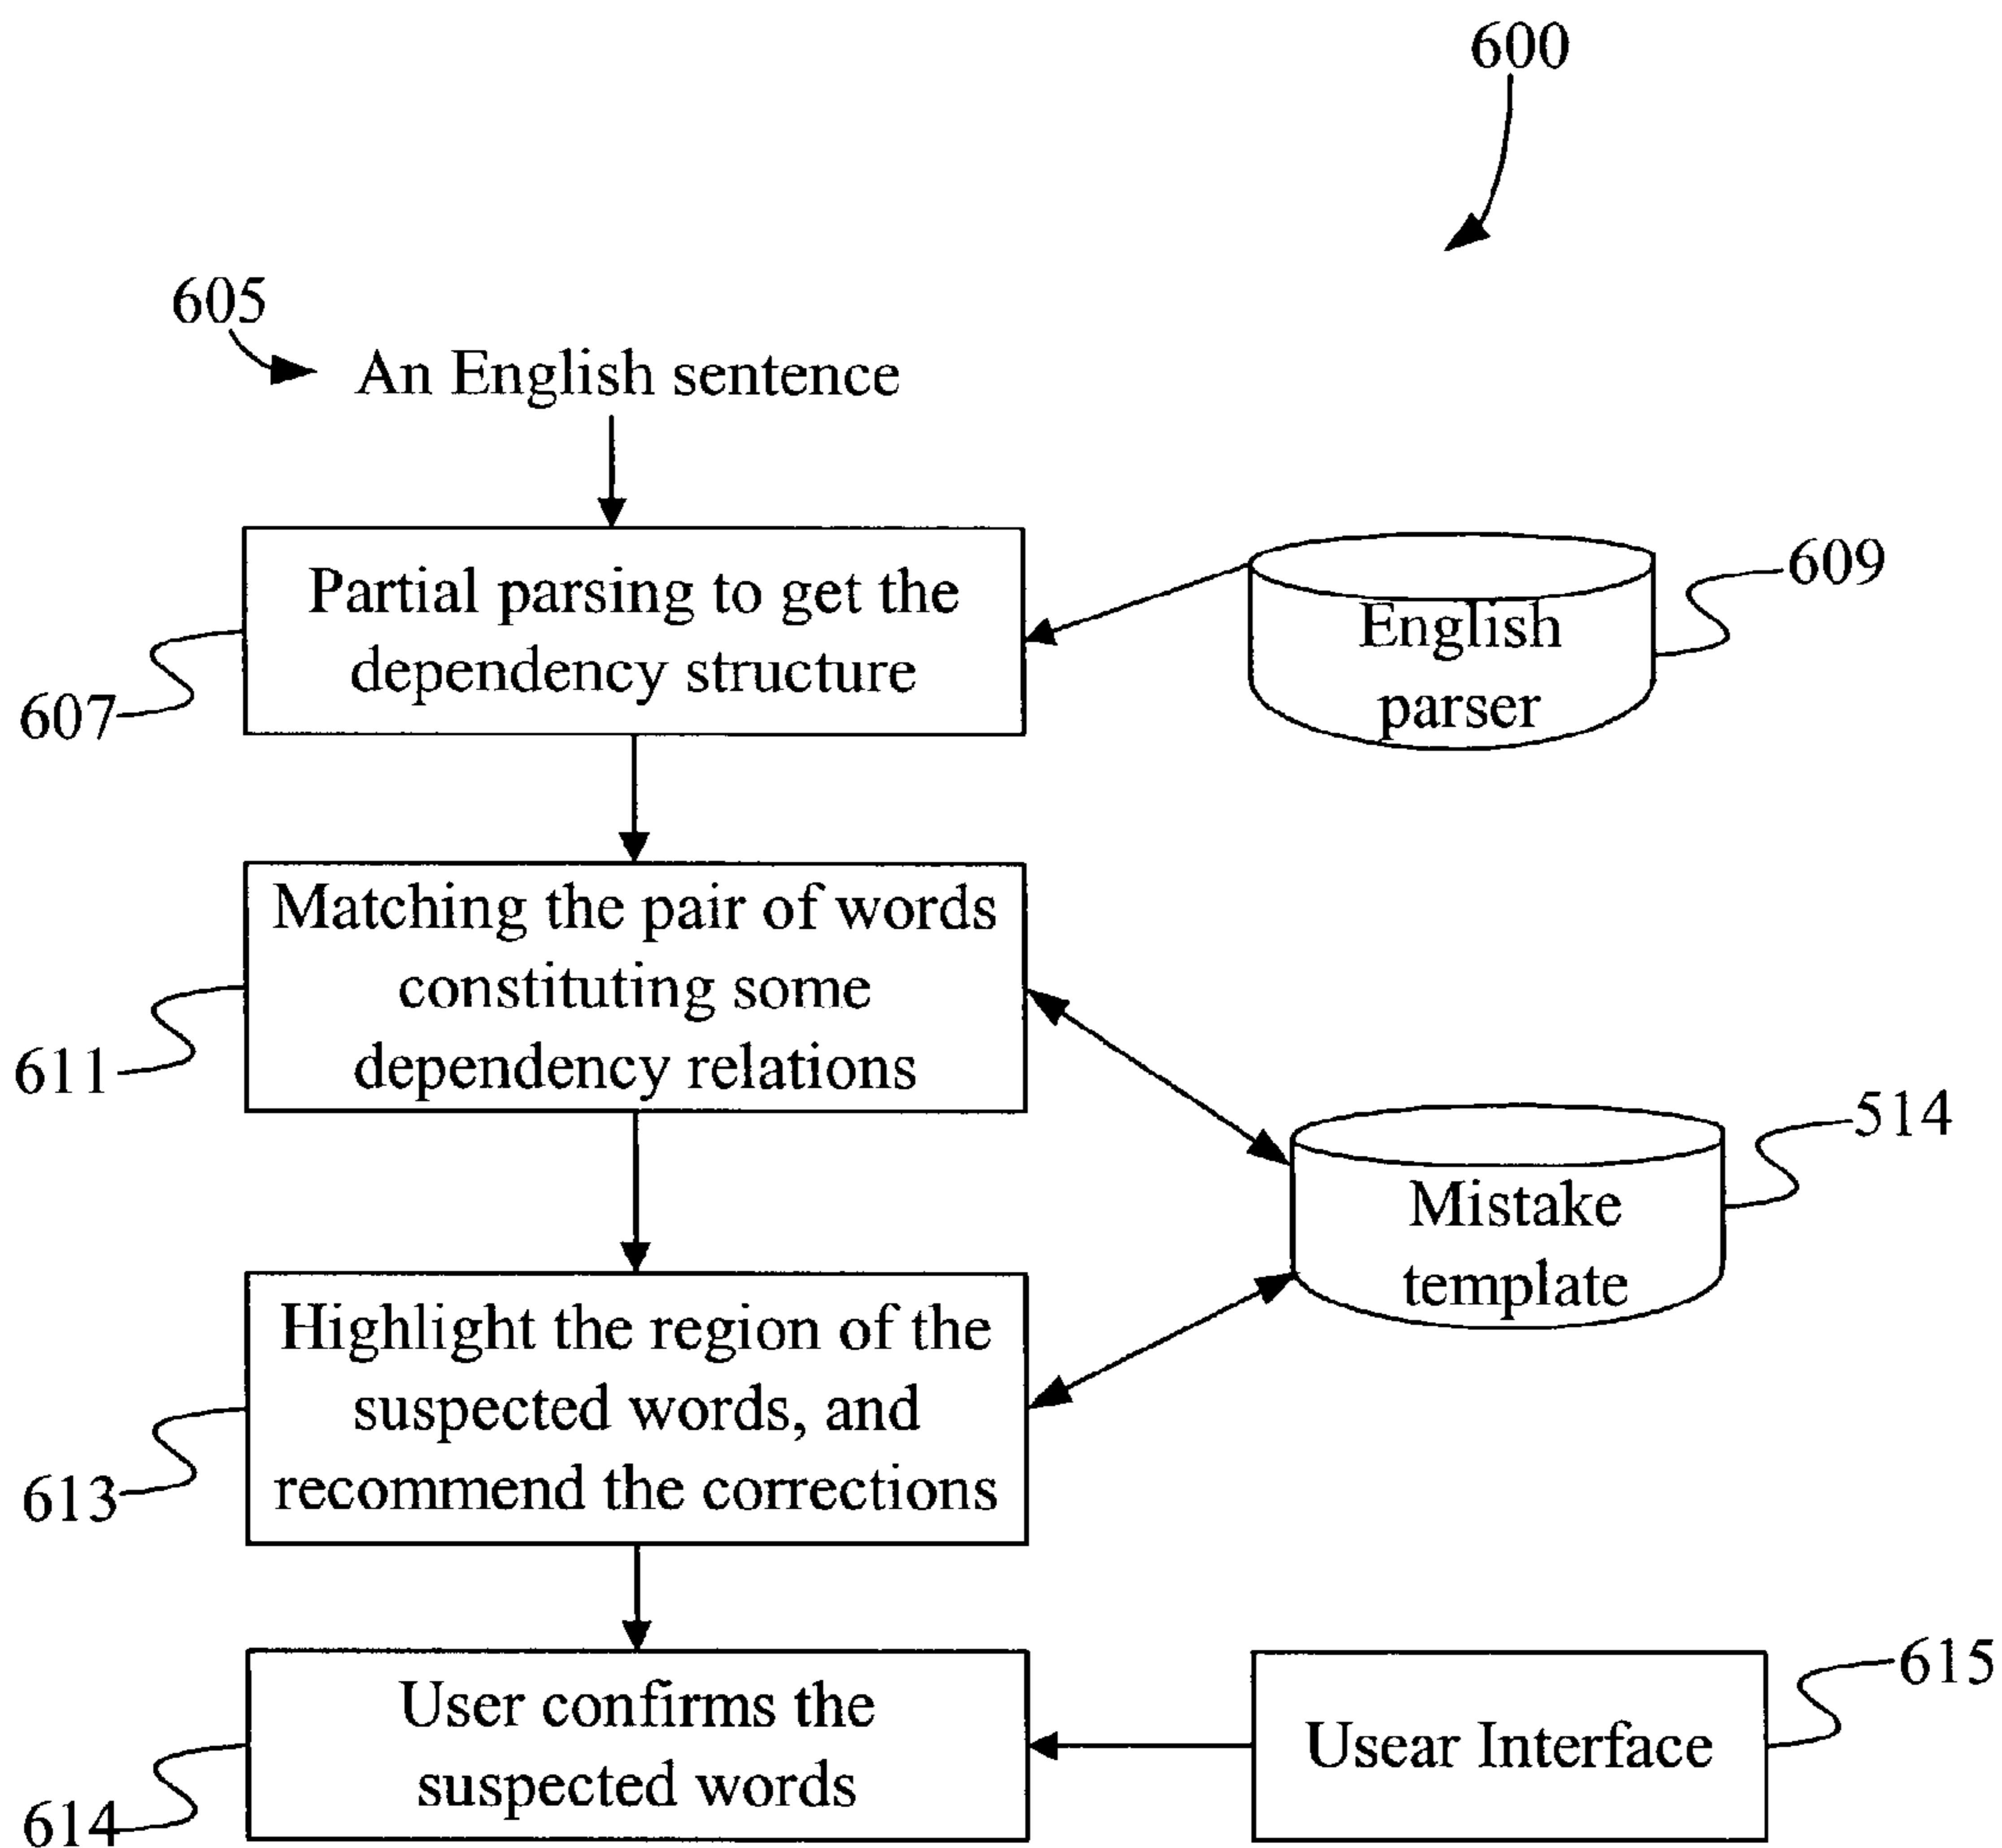 600
605
An English sentence
Partial parsing to get the
dependency structure
607
English
parser
609
Matching the pair of words
constituting some
dependency relations
611
Mistake
template
514
Highlight the region of the
suspected words, and
recommend the corrections
613
User confirms the
suspected words
614
Usear Interface
615